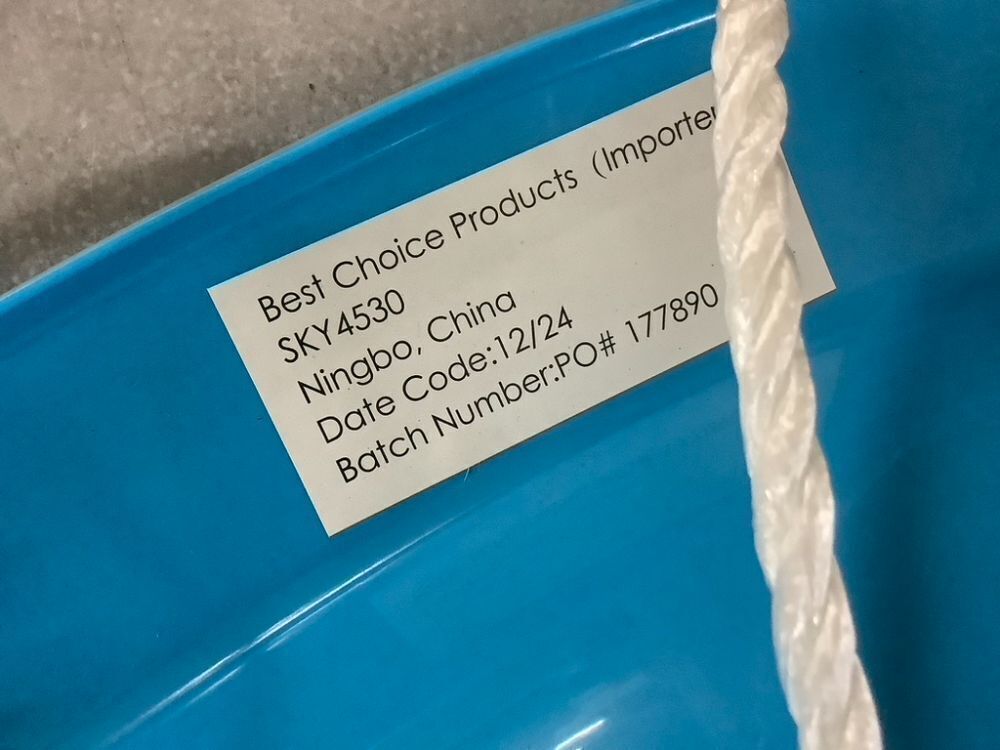 Best Choice Products (Importer
SKY4530
Ningbo, China
Date Code:12/24
Batch Number:PO# 177890